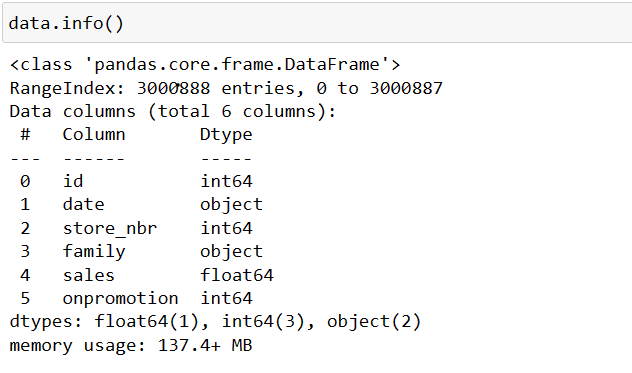 data.info()
<class 'pandas.core.frame.DataFrame'>
RangeIndex: 3000888 entries, 0 to 3000887
Data columns (total 6 columns):
 #   Column       Dtype
---  ------       -----
 0   id           int64
 1   date         object
 2   store_nbr    int64
 3   family       object
 4   sales        float64
 5   onpromotion  int64
dtypes: float64(1), int64(3), object(2)
memory usage: 137.4+ MB